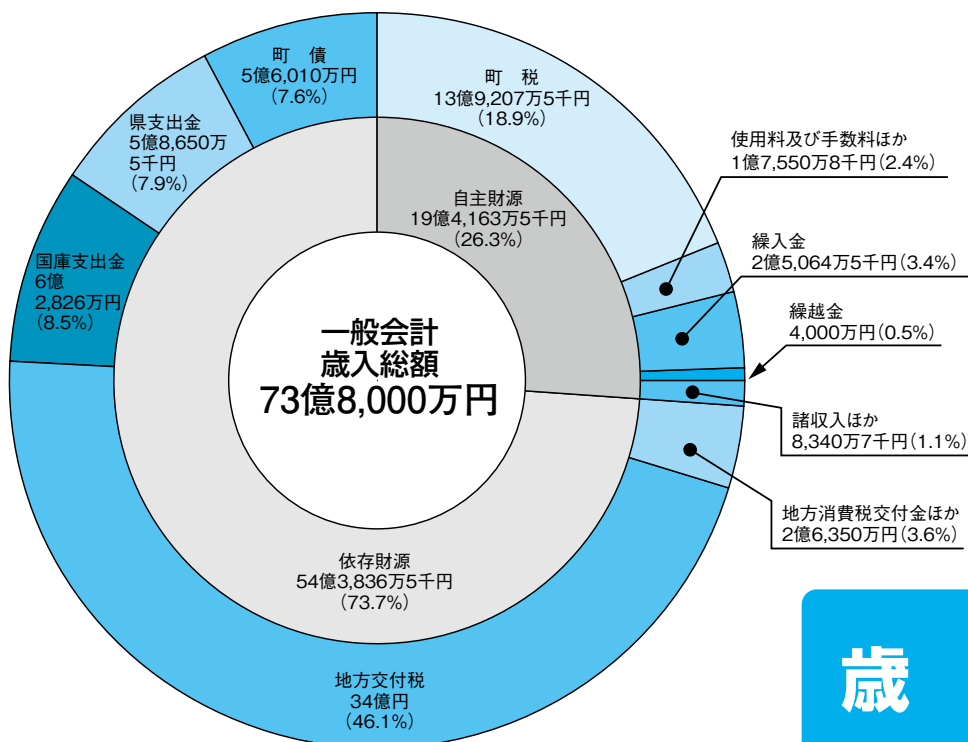 町　債
5億6,010万円
(7.6%)
町　税
13億9,207万5千円
(18.9%)
県支出金
5億8,650万
5千円
(7.9%)
使用料及び手数料ほか
1億7,550万8千円(2.4%)
自主財源
19億4,163万5千円
(26.3%)
繰入金
2億5,064万5千円(3.4%)
国庫支出金
6億
2,826万円
(8.5%)
繰越金
4,000万円(0.5%)
一般会計
歳入総額
73億8,000万円
諸収入ほか
8,340万7千円(1.1%)
地方消費税交付金ほか
2億6,350万円(3.6%)
依存財源
54億3,836万5千円
(73.7%)
地方交付税
34億円
(46.1%)
歳